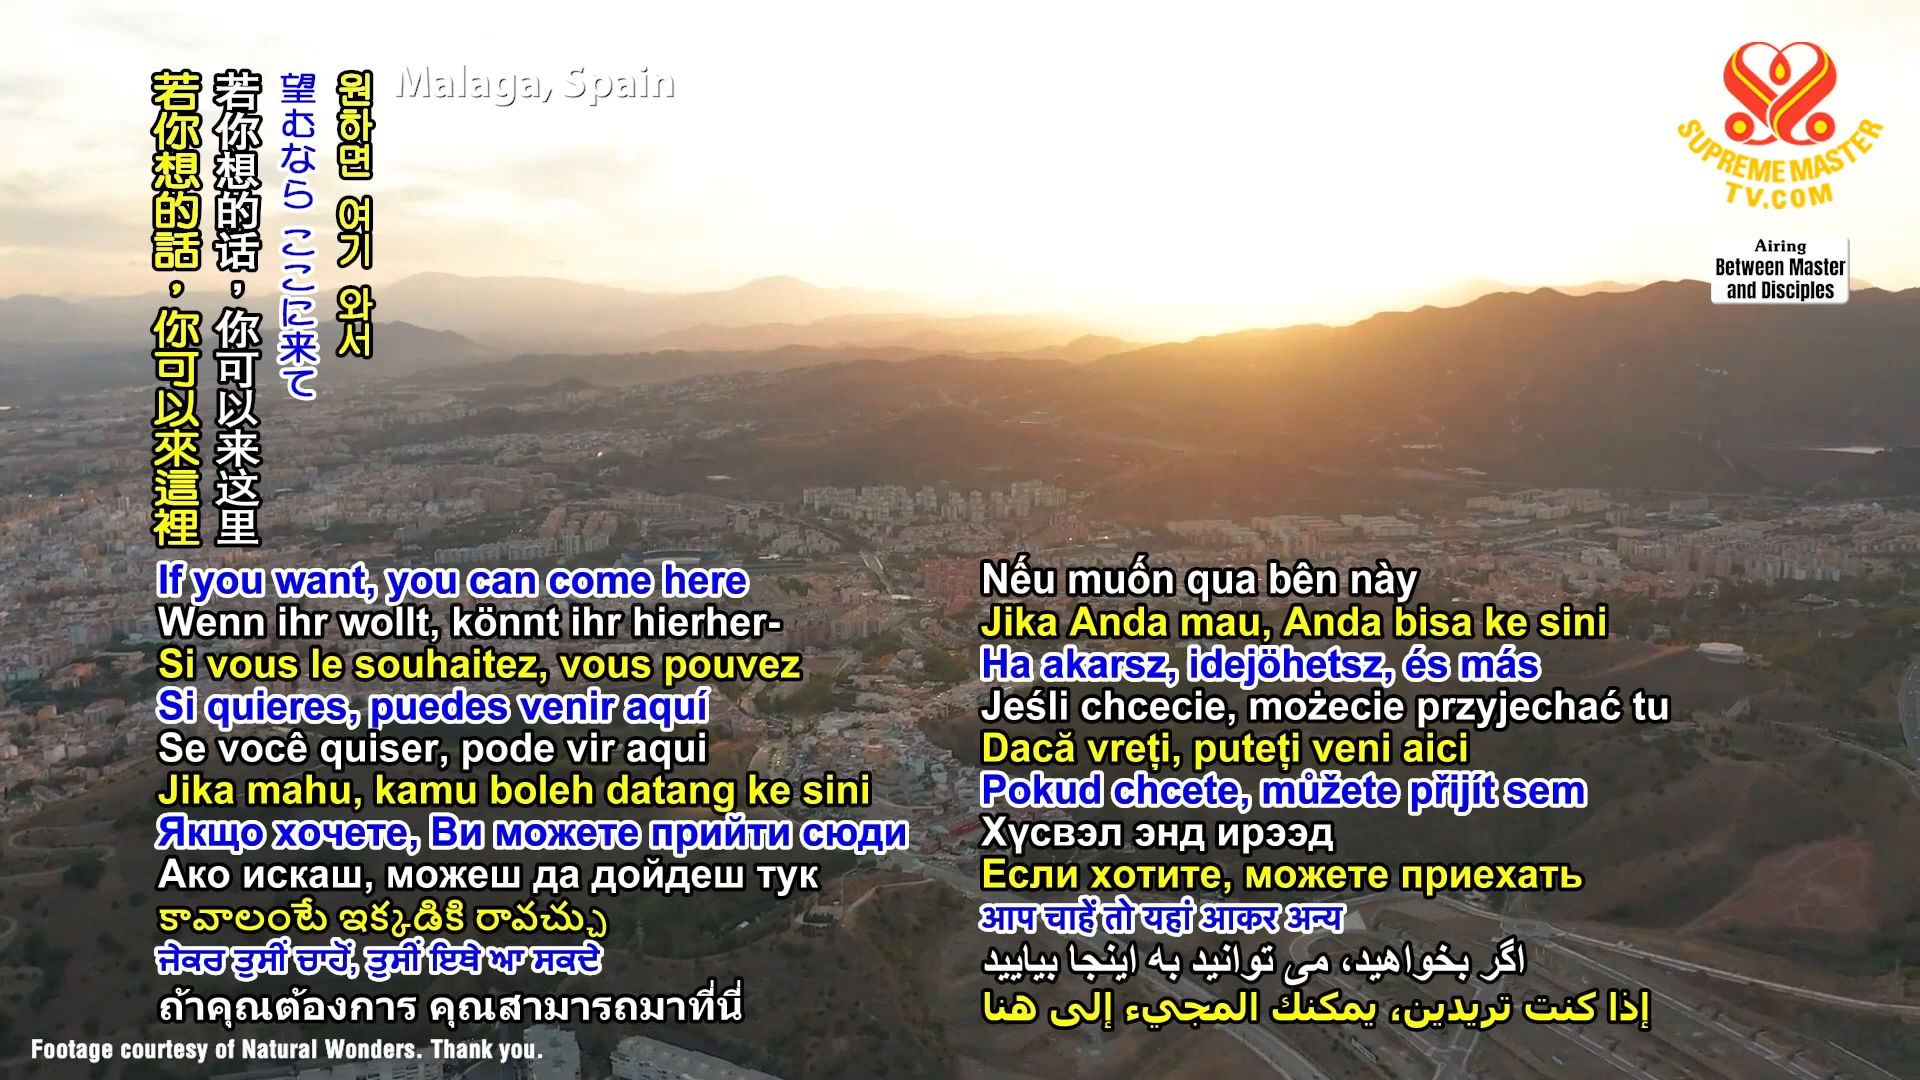 Malaga, Spain
SUPREME MASTER
TV.COM
Airing
Between Master
and Disciples
원하면 여기 와서
望むなら ここに来て
若你想的话，你可以来这里
若你想的話，你可以來這裡
If you want, you can come here
Wenn ihr wollt, könnt ihr hierher-
Si vous le souhaitez, vous pouvez
Si quieres, puedes venir aquí
Se você quiser, pode vir aqui
Jika mahu, kamu boleh datang ke sini
Якщо хочете, Ви можете прийти сюди
Ако искаш, можеш да дойдеш тук
కావాలంటే ఇక్కడికి రావచ్చు
ਜੇਕਰ ਤੁਸੀਂ ਚਾਹੋਂ, ਤੁਸੀਂ ਇਥੇ ਆ ਸਕਦੇ
ถ้าคุณต้องการ คุณสามารถมาที่นี่
Nếu muốn qua bên này
Jika Anda mau, Anda bisa ke sini
Ha akarsz, idejöhetsz, és más
Jeśli chcecie, możecie przyjechać tu
Dacă vreți, puteți veni aici
Pokud chcete, můžete přijít sem
Хүсвэл энд ирээд
Если хотите, можете приехать
आप चाहें तो यहां आकर अन्य
اگر بخواهید، می توانید به اینجا بیایید
إذا كنت تريدين، يمكنك المجيء إلى هنا
Footage courtesy of Natural Wonders. Thank you.